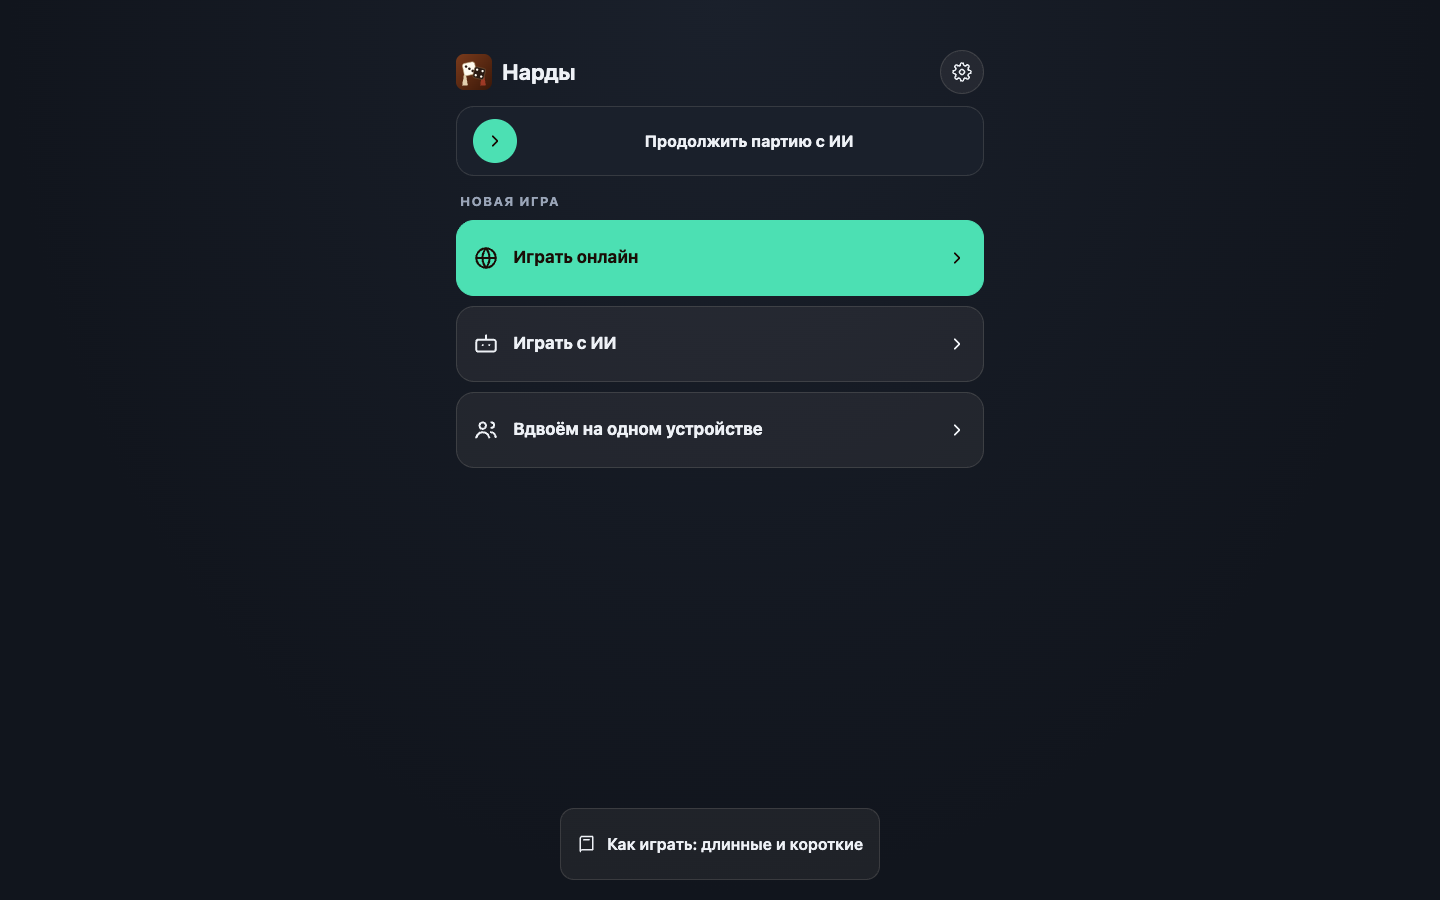 Нарды
Продолжить партию с ИИ
НОВАЯ ИГРА
Играть онлайн
Играть с ИИ
Вдвоём на одном устройстве
Как играть: длинные и короткие